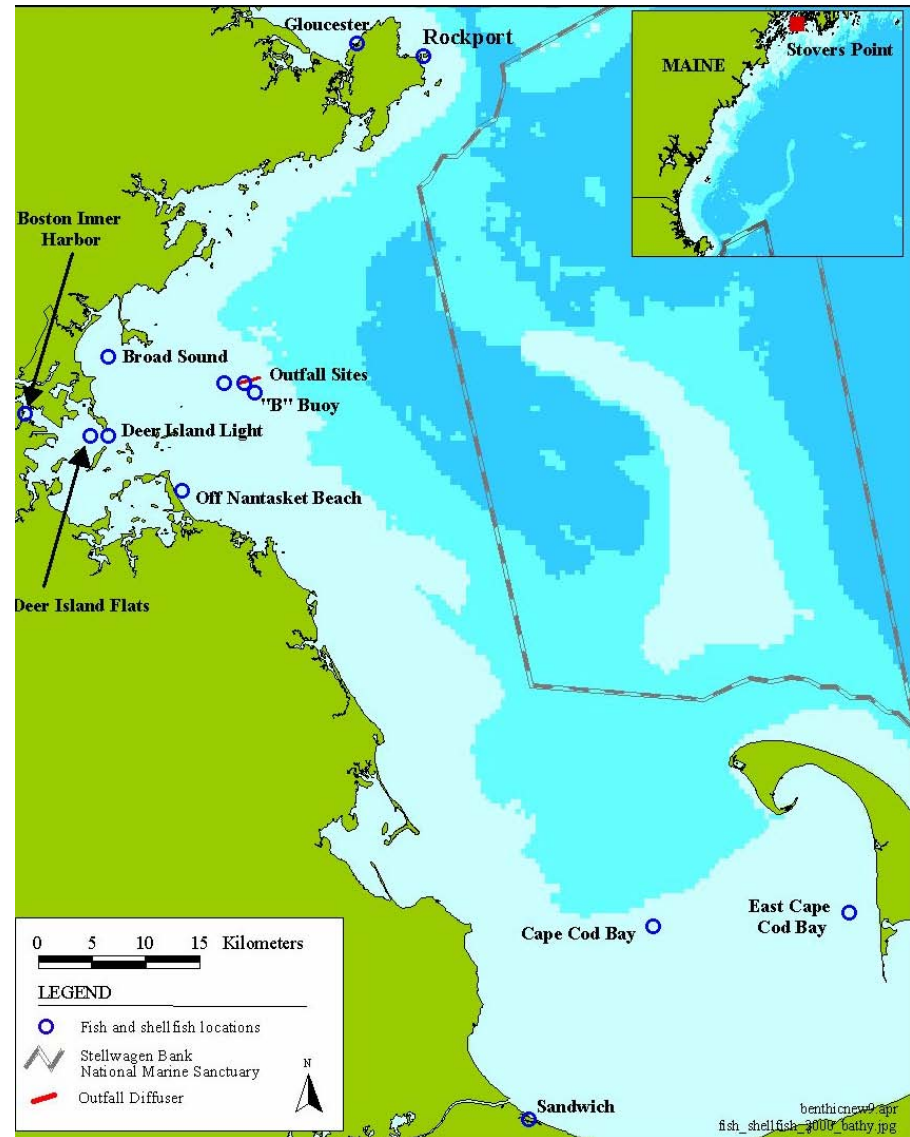 Gloucester
Rockport
Stovers Point
MAINE
Boston Inner
Harbor
Broad Sound
Outfall Sites
"B" Buoy
Deer Island Light
Off Nantasket Beach
Deer Island Flats
East Cape
Cod Bay
Cape Cod Bay
0 5 10 15 Kilometers
LEGEND
Fish and shellfish locations
Stellwagen Bank
National Marine Sanctuary
Outfall Diffuser
N
Sandwich
benthicnew9.apr
fish_shellfish_2000_bathy.jpg